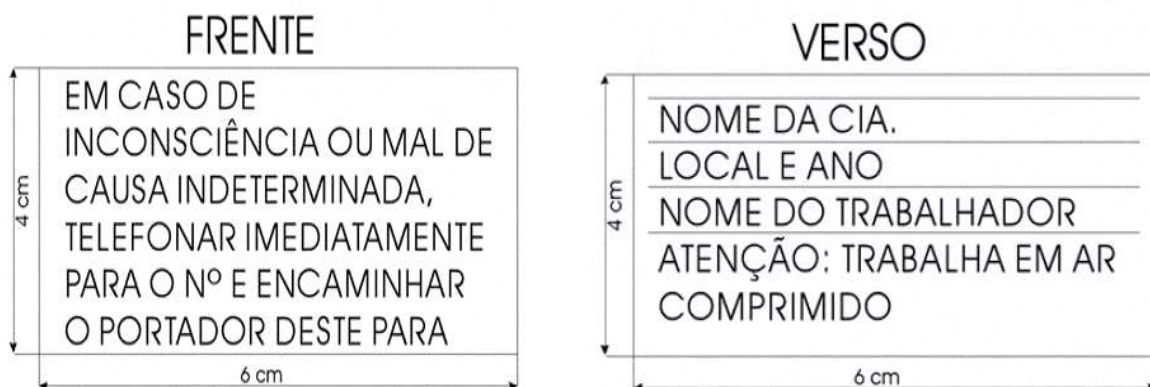 FRENTE
EM CASO DE
INCONSCIÊNCIA OU MAL DE
CAUSA INDETERMINADA,
TELEFONAR IMEDIATAMENTE
PARA O Nº E ENCAMINHAR
O PORTADOR DESTE PARA
4 cm
6 cm
VERSO
NOME DA CIA.
LOCAL E ANO
NOME DO TRABALHADOR
ATENÇÃO: TRABALHA EM AR
COMPRIMIDO
4 cm
6 cm